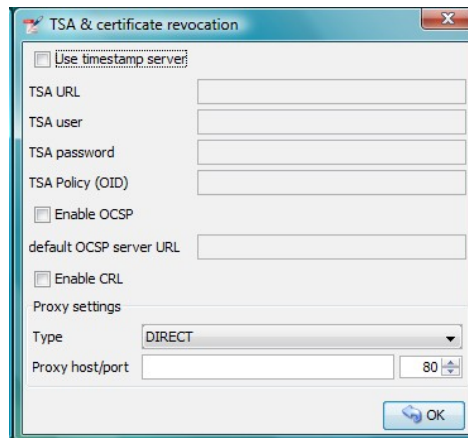 TSA & certificate revocation
Use timestamp server
TSA URL
TSA user
TSA password
TSA Policy (OID)
Enable OCSP
default OCSP server URL
Enable CRL
Proxy settings
Type DIRECT
Proxy host/port 80
OK